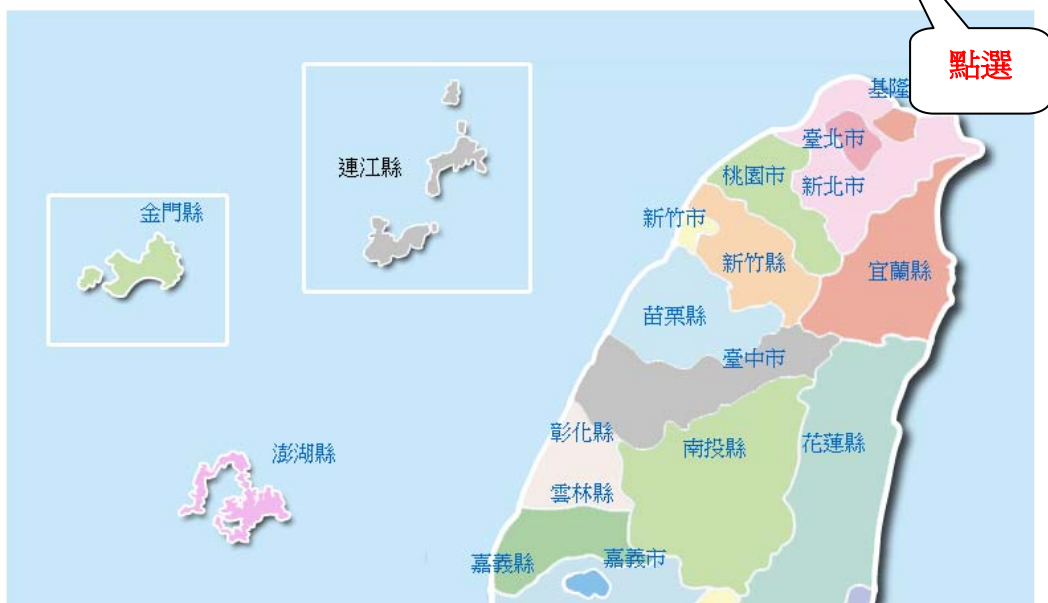 點選
基隆
臺北市
連江縣
桃園市
新北市
金門縣
新竹市
新竹縣
宜蘭縣
苗栗縣
臺中市
彰化縣
南投縣
花蓮縣
澎湖縣
雲林縣
嘉義縣
嘉義市